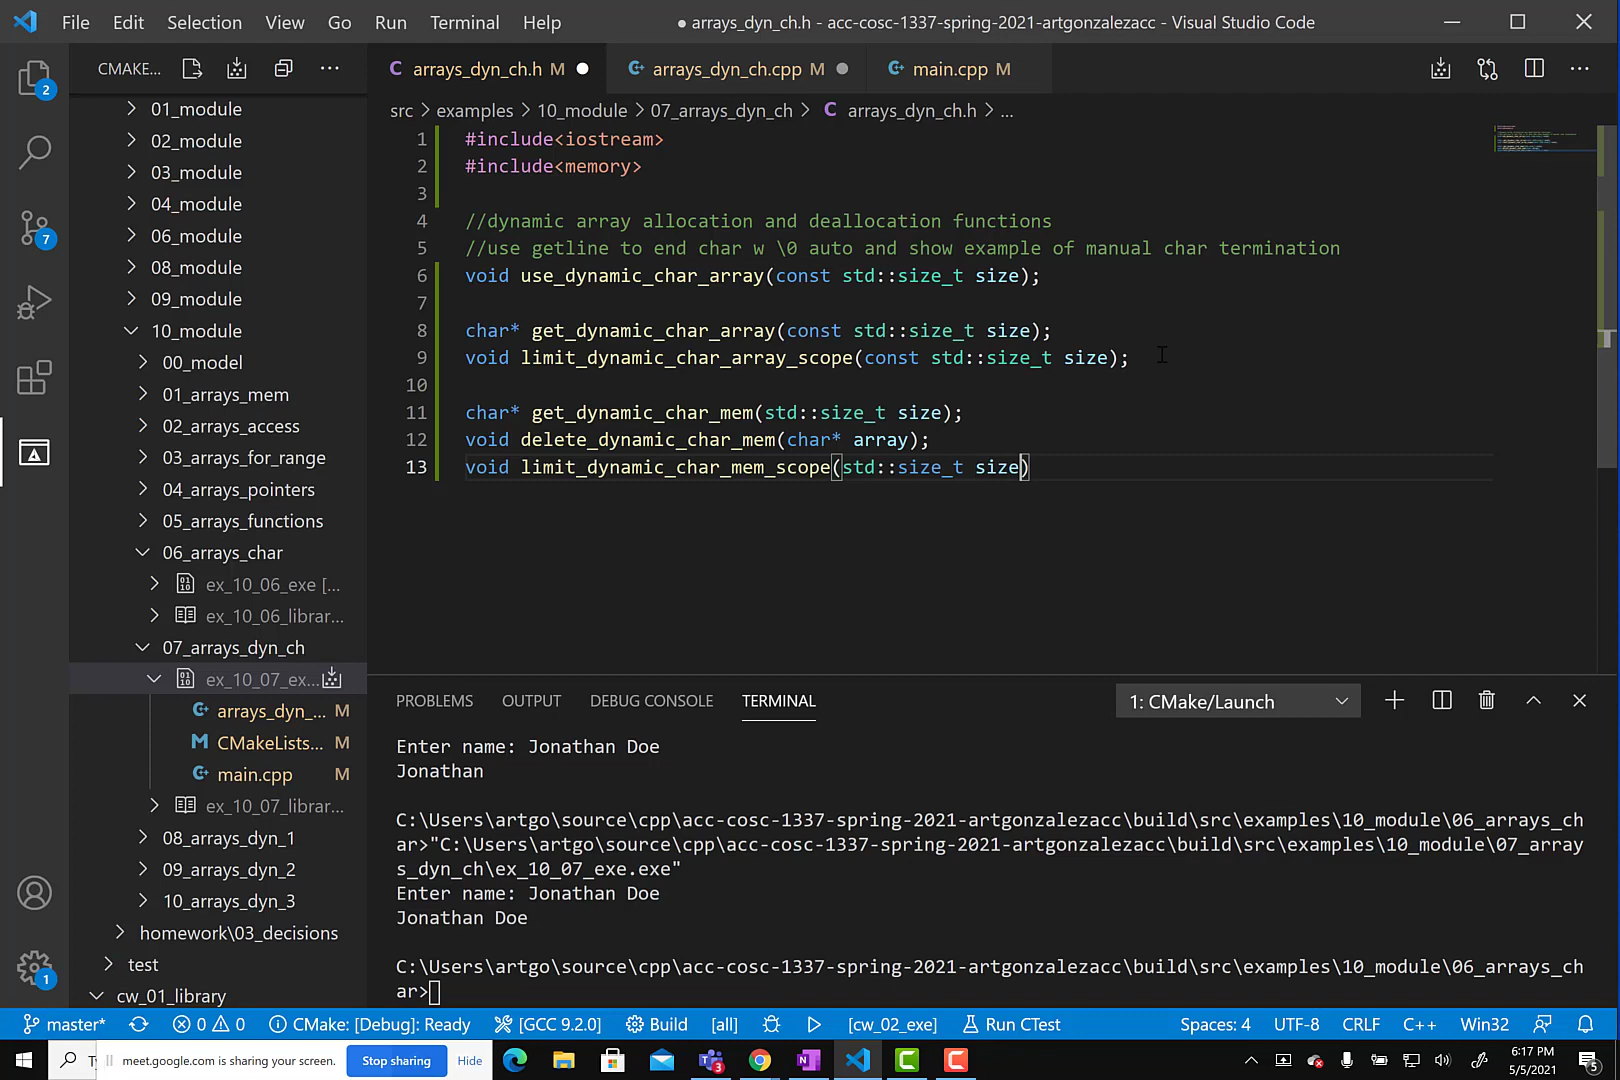 File Edit Selection View Go Run Terminal Help
● arrays_dyn_ch.h - acc-cosc-1337-spring-2021-artgonzalezacc - Visual Studio Code
CMAKE... ···
C arrays_dyn_ch.h M ●
arrays_dyn_ch.cpp M ●
main.cpp M
···
src > examples > 10_module > 07_arrays_dyn_ch > C arrays_dyn_ch.h > ...
2
7
1
01_module
02_module
03_module
04_module
06_module
08_module
09_module
10_module
00_model
01_arrays_mem
02_arrays_access
03_arrays_for_range
04_arrays_pointers
05_arrays_functions
06_arrays_char
ex_10_06_exe [...
ex_10_06_librar...
07_arrays_dyn_ch
ex_10_07_ex...
arrays_dyn_... M
CMakeLists... M
main.cpp M
ex_10_07_librar...
08_arrays_dyn_1
09_arrays_dyn_2
10_arrays_dyn_3
homework\03_decisions
test
cw_01_library
1 #include<iostream>
2 #include<memory>
3
4 //dynamic array allocation and deallocation functions
5 //use getline to end char w \0 auto and show example of manual char termination
6 void use_dynamic_char_array(const std::size_t size);
7
8 char* get_dynamic_char_array(const std::size_t size);
9 void limit_dynamic_char_array_scope(const std::size_t size);
10
11 char* get_dynamic_char_mem(std::size_t size);
12 void delete_dynamic_char_mem(char* array);
13 void limit_dynamic_char_mem_scope(std::size_t size)
PROBLEMS OUTPUT DEBUG CONSOLE TERMINAL
1: CMake/Launch
Enter name: Jonathan Doe
Jonathan
C:\Users\artgo\source\cpp\acc-cosc-1337-spring-2021-artgonzalezacc\build\src\examples\10_module\06_arrays_ch
ar>"C:\Users\artgo\source\cpp\acc-cosc-1337-spring-2021-artgonzalezacc\build\src\examples\10_module\07_array
s_dyn_ch\ex_10_07_exe.exe"
Enter name: Jonathan Doe
Jonathan Doe
C:\Users\artgo\source\cpp\acc-cosc-1337-spring-2021-artgonzalezacc\build\src\examples\10_module\06_arrays_ch
ar>
master* 0 0 CMake: [Debug]: Ready [GCC 9.2.0] Build [all] [cw_02_exe] Run CTest Spaces: 4 UTF-8 CRLF C++ Win32
meet.google.com is sharing your screen. Stop sharing Hide
3
6:17 PM
5/5/2021
5